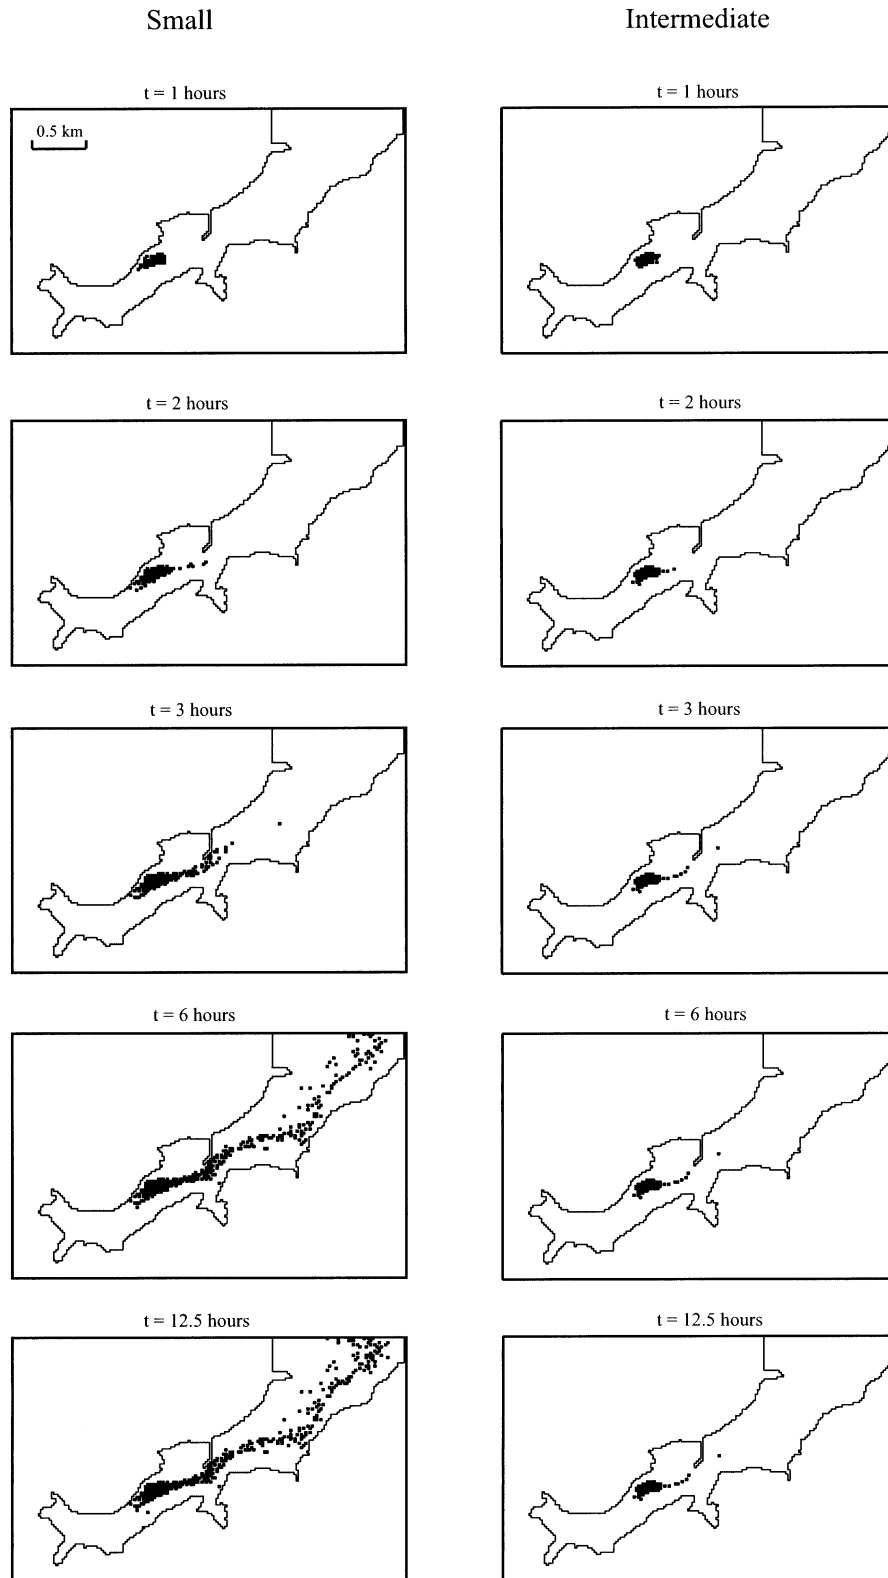 Small
Intermediate
t = 1 hours
t = 1 hours
0.5 km
t = 2 hours
t = 2 hours
t = 3 hours
t = 3 hours
t = 6 hours
t = 6 hours
t = 12.5 hours
t = 12.5 hours